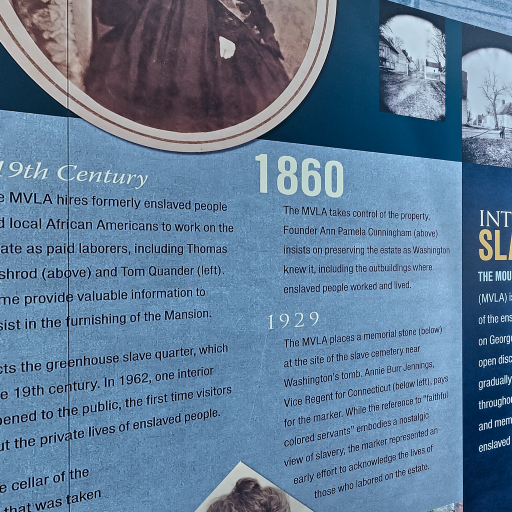 19th Century
MVLA hires formerly enslaved people
local African Americans to work on the
as paid laborers, including Thomas
(above) and Tom Quander (left).
provide valuable information to
in the furnishing of the Mansion.
the greenhouse slave quarter, which
19th century. In 1962, one interior
to the public, the first time visitors
the private lives of enslaved people.
cellar of the
that was taken
1860
The MVLA takes control of the property.
Founder Ann Pamela Cunningham (above)
insists on preserving the estate as Washington
knew it, including the outbuildings where
enslaved people worked and lived.
1929
The MVLA places a memorial stone (below)
at the site of the slave cemetery near
Washington's tomb. Annie Burr Jennings,
Vice Regent for Connecticut (below left), pays
for the marker. While the reference to "faithful
colored servants" embodies a nostalgic
view of slavery, the marker represented an
early effort to acknowledge the lives of
those who labored on the estate.
INT
SLA
THE MOU
(MVLA) is
of the ens
on George
open disc
gradually
throughou
and mem
enslaved